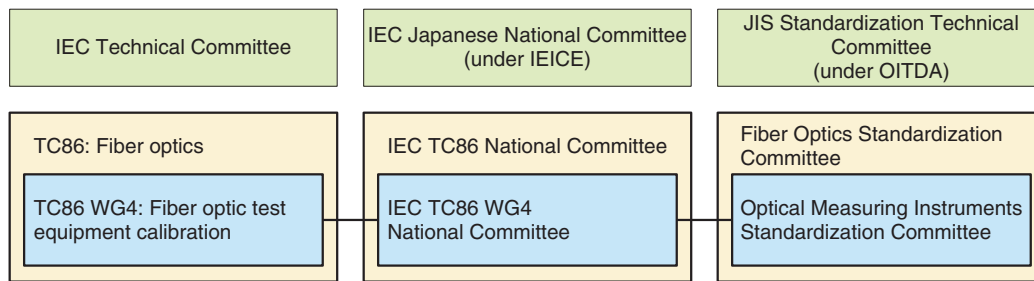 IEC Technical Committee
IEC Japanese National Committee
(under IEICE)
JIS Standardization Technical
Committee
(under OITDA)
TC86: Fiber optics
TC86 WG4: Fiber optic test
equipment calibration
IEC TC86 National Committee
IEC TC86 WG4
National Committee
Fiber Optics Standardization
Committee
Optical Measuring Instruments
Standardization Committee